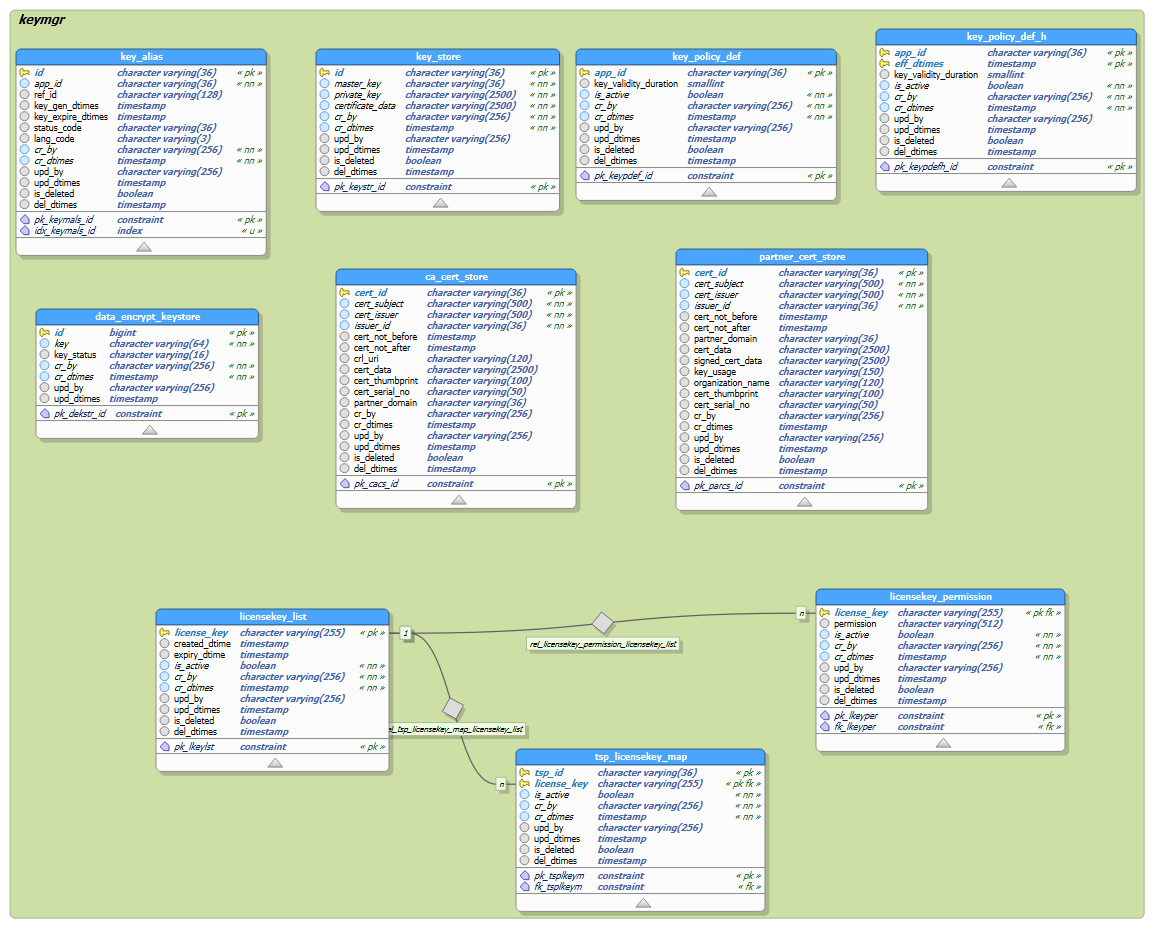 keymgr
key_alias
id character varying(36) « pk »
app_id character varying(36) « nn »
ref_id character varying(128)
key_gen_dtimes timestamp
key_expire_dtimes timestamp
status_code character varying(36)
lang_code character varying(3)
cr_by character varying(256) « nn »
cr_dtimes timestamp « nn »
upd_by character varying(256)
upd_dtimes timestamp
is_deleted boolean
del_dtimes timestamp
pk_keymals_id constraint « pk »
idx_keymals_id index « u »
key_store
id character varying(36) « pk »
master_key character varying(36) « nn »
private_key character varying(2500) « nn »
certificate_data character varying(2500) « nn »
cr_by character varying(256) « nn »
cr_dtimes timestamp « nn »
upd_by character varying(256)
upd_dtimes timestamp
is_deleted boolean
del_dtimes timestamp
pk_keystr_id constraint « pk »
key_policy_def
app_id character varying(36) « pk »
key_validity_duration smallint
is_active boolean « nn »
cr_by character varying(256) « nn »
cr_dtimes timestamp « nn »
upd_by character varying(256)
upd_dtimes timestamp
is_deleted boolean
del_dtimes timestamp
pk_keypdef_id constraint « pk »
key_policy_def_h
app_id character varying(36) « pk »
eff_dtimes timestamp « pk »
key_validity_duration smallint
is_active boolean « nn »
cr_by character varying(256) « nn »
cr_dtimes timestamp « nn »
upd_by character varying(256)
upd_dtimes timestamp
is_deleted boolean
del_dtimes timestamp
pk_keypdefh_id constraint « pk »
data_encrypt_keystore
id bigint « pk »
key character varying(64) « nn »
key_status character varying(16)
cr_by character varying(256) « nn »
cr_dtimes timestamp « nn »
upd_by character varying(256)
upd_dtimes timestamp
pk_dekstr_id constraint « pk »
ca_cert_store
cert_id character varying(36) « pk »
cert_subject character varying(500) « nn »
cert_issuer character varying(500) « nn »
issuer_id character varying(36) « nn »
cert_not_before timestamp
cert_not_after timestamp
crl_uri character varying(120)
cert_data character varying(2500)
cert_thumbprint character varying(100)
cert_serial_no character varying(50)
partner_domain character varying(36)
cr_by character varying(256)
cr_dtimes timestamp
upd_by character varying(256)
upd_dtimes timestamp
is_deleted boolean
del_dtimes timestamp
pk_cacs_id constraint « pk »
partner_cert_store
cert_id character varying(36) « pk »
cert_subject character varying(500) « nn »
cert_issuer character varying(500) « nn »
issuer_id character varying(36) « nn »
cert_not_before timestamp
cert_not_after timestamp
partner_domain character varying(36)
cert_data character varying(2500)
signed_cert_data character varying(2500)
key_usage character varying(150)
organization_name character varying(120)
cert_thumbprint character varying(100)
cert_serial_no character varying(50)
cr_by character varying(256)
cr_dtimes timestamp
upd_by character varying(256)
upd_dtimes timestamp
is_deleted boolean
del_dtimes timestamp
pk_parcs_id constraint « pk »
licensekey_list
license_key character varying(255) « pk »
created_dtime timestamp
expiry_dtime timestamp
is_active boolean « nn »
cr_by character varying(256) « nn »
cr_dtimes timestamp « nn »
upd_by character varying(256)
upd_dtimes timestamp
is_deleted boolean
del_dtimes timestamp
pk_lkeylst constraint « pk »
1
n
rel_licensekey_permission_licensekey_list
licensekey_permission
license_key character varying(255) « pk fk »
permission character varying(512)
is_active boolean « nn »
cr_by character varying(256) « nn »
cr_dtimes timestamp « nn »
upd_by character varying(256)
upd_dtimes timestamp
is_deleted boolean
del_dtimes timestamp
pk_lkeyper constraint « pk »
fk_lkeyper constraint « fk »
el_tsp_licensekey_map_licensekey_list
n
tsp_licensekey_map
tsp_id character varying(36) « pk »
license_key character varying(255) « pk fk »
is_active boolean « nn »
cr_by character varying(256) « nn »
cr_dtimes timestamp « nn »
upd_by character varying(256)
upd_dtimes timestamp
is_deleted boolean
del_dtimes timestamp
pk_tsplkeym constraint « pk »
fk_tsplkeym constraint « fk »